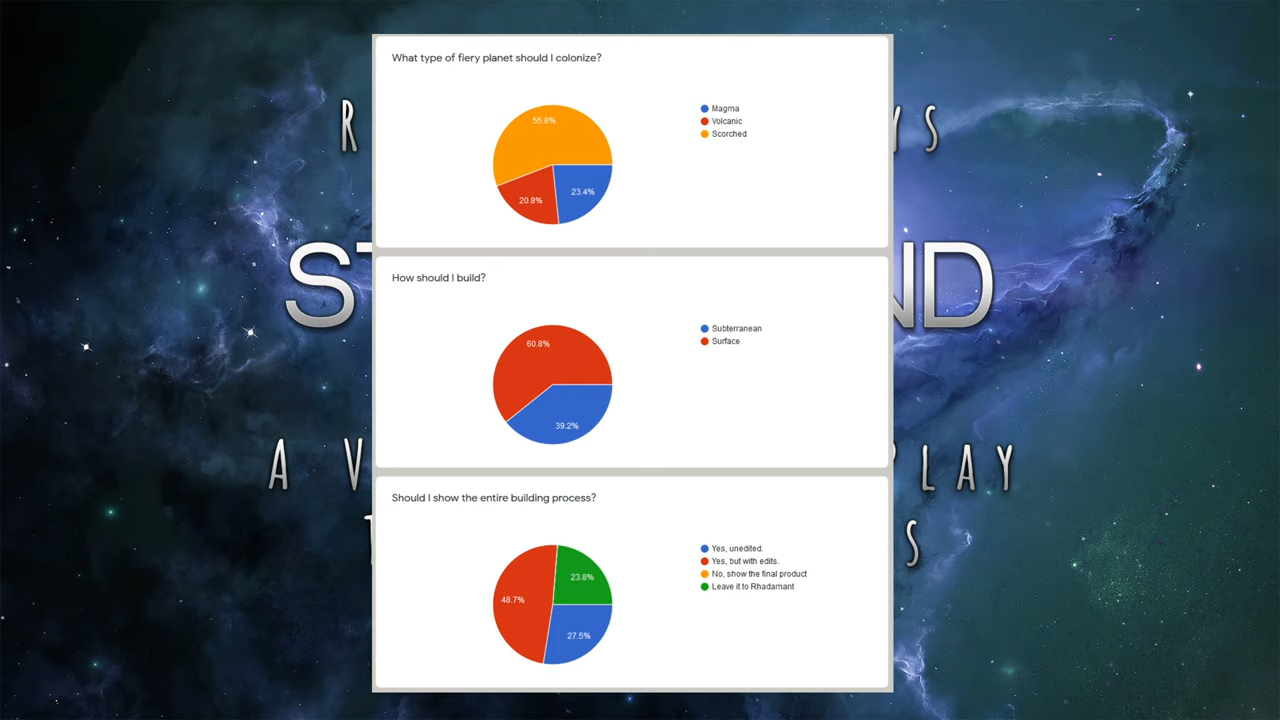 What type of fiery planet should I colonize?
55.8%
23.4%
20.8%
Magma
Volcanic
Scorched
How should I build?
60.8%
39.2%
Subterranean
Surface
Should I show the entire building process?
23.8%
48.7%
27.5%
Yes, unedited.
Yes, but with edits.
No, show the final product
Leave it to Rhadamant